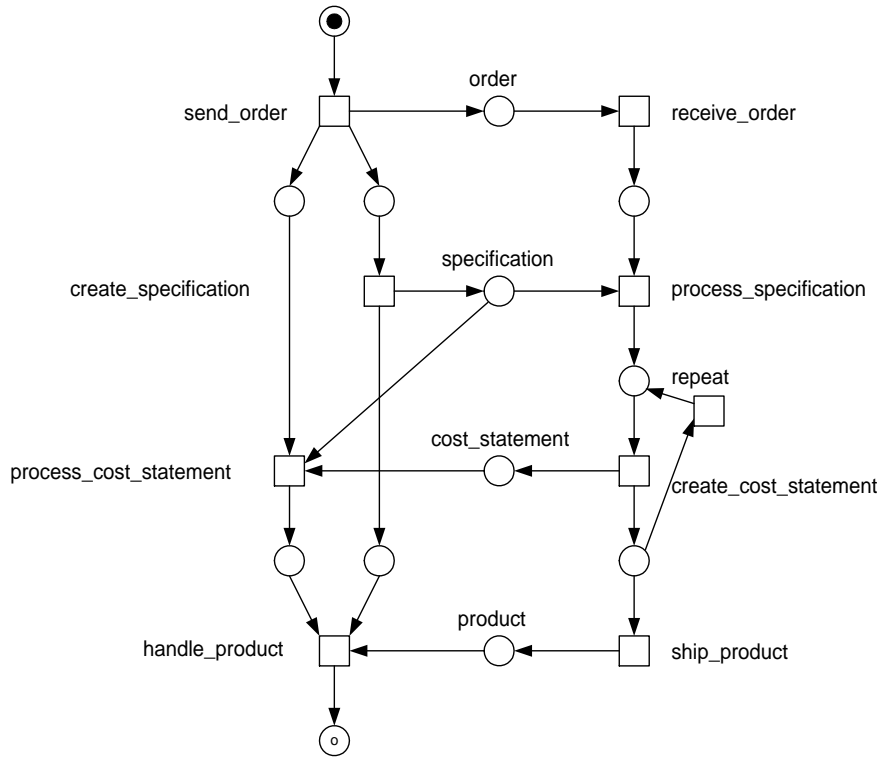 order
send_order
receive_order
specification
create_specification
process_specification
repeat
cost_statement
process_cost_statement
create_cost_statement
product
handle_product
ship_product
o